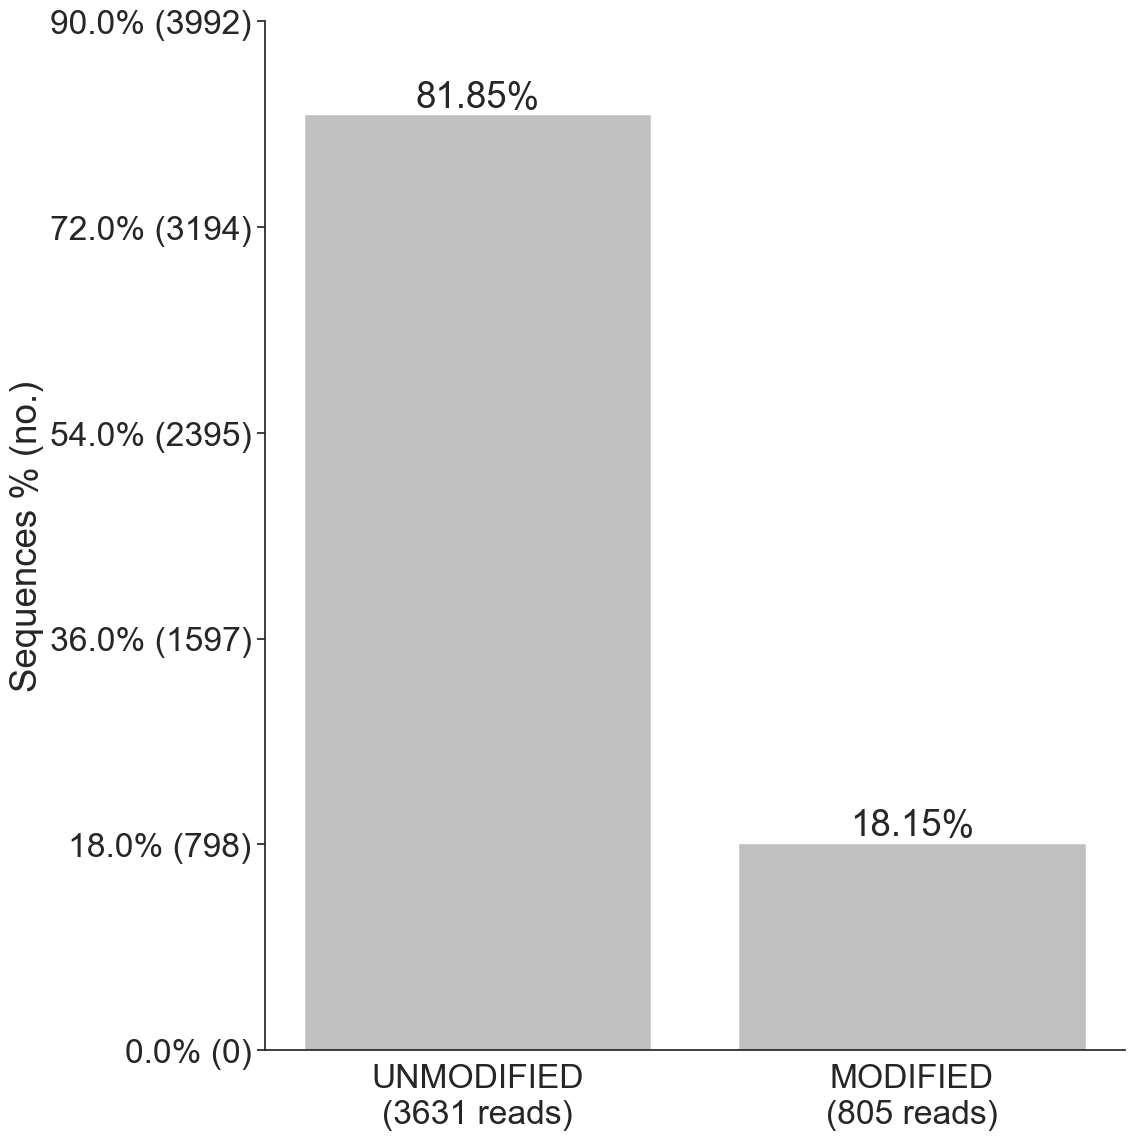 90.0% (3992)
81.85%
72.0% (3194)
54.0% (2395)
Sequences % (no.)
36.0% (1597)
18.15%
18.0% (798)
0.0% (0)
UNMODIFIED
(3631 reads)
MODIFIED
(805 reads)